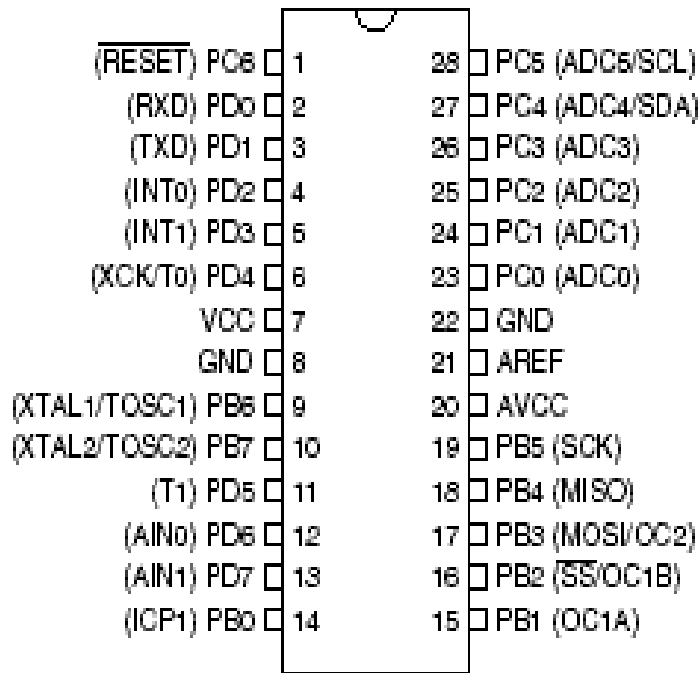 (RESET) PC6 1 28 PC5 (ADC5/SCL)
(RXD) PD0 2 27 PC4 (ADC4/SDA)
(TXD) PD1 3 26 PC3 (ADC3)
(INT0) PD2 4 25 PC2 (ADC2)
(INT1) PD3 5 24 PC1 (ADC1)
(XCK/T0) PD4 6 23 PC0 (ADC0)
VCC 7 22 GND
GND 8 21 AREF
(XTAL1/TOSC1) PB6 9 20 AVCC
(XTAL2/TOSC2) PB7 10 19 PB5 (SCK)
(T1) PD5 11 18 PB4 (MISO)
(AIN0) PD6 12 17 PB3 (MOSI/OC2)
(AIN1) PD7 13 16 PB2 (SS/OC1B)
(ICP1) PB0 14 15 PB1 (OC1A)